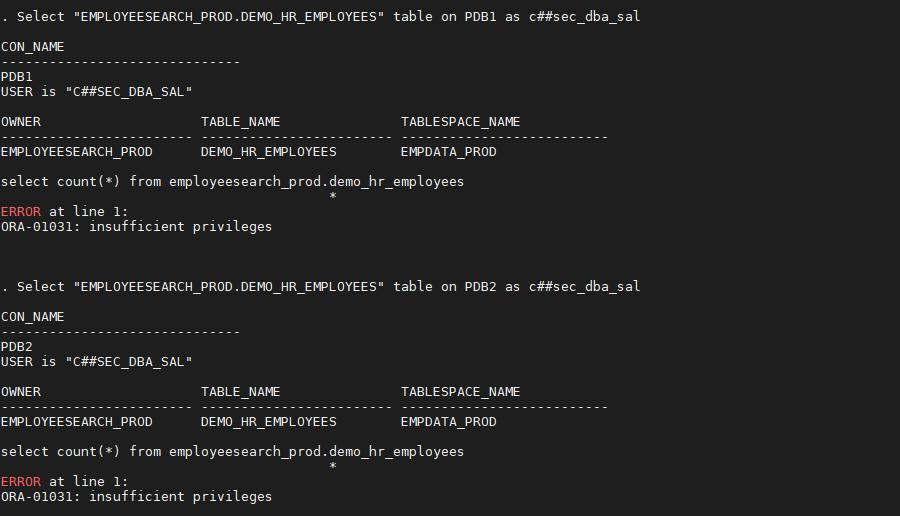 . Select "EMPLOYEESEARCH_PROD.DEMO_HR_EMPLOYEES" table on PDB1 as c##sec_dba_sal
CON_NAME
------------------------------
PDB1
USER is "C##SEC_DBA_SAL"
OWNER                    TABLE_NAME               TABLESPACE_NAME
------------------------ ------------------------ --------------------------
EMPLOYEESEARCH_PROD      DEMO_HR_EMPLOYEES        EMPDATA_PROD
select count(*) from employeesearch_prod.demo_hr_employees
                                         *
ERROR at line 1:
ORA-01031: insufficient privileges
. Select "EMPLOYEESEARCH_PROD.DEMO_HR_EMPLOYEES" table on PDB2 as c##sec_dba_sal
CON_NAME
------------------------------
PDB2
USER is "C##SEC_DBA_SAL"
OWNER                    TABLE_NAME               TABLESPACE_NAME
------------------------ ------------------------ --------------------------
EMPLOYEESEARCH_PROD      DEMO_HR_EMPLOYEES        EMPDATA_PROD
select count(*) from employeesearch_prod.demo_hr_employees
                                         *
ERROR at line 1:
ORA-01031: insufficient privileges